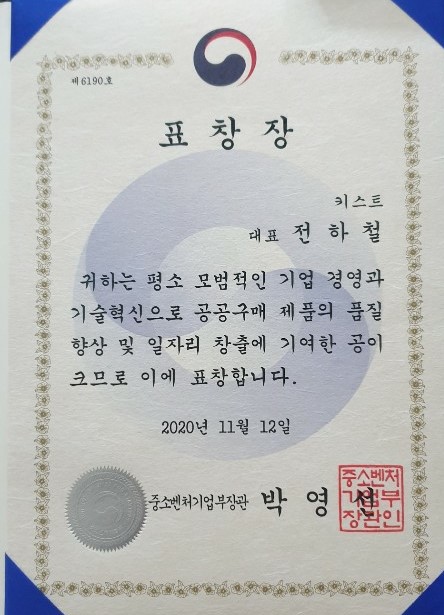 제6190호
표창장
키스트
대표 전하철
귀하는 평소 모범적인 기업 경영과
기술혁신으로 공공구매 제품의 품질
향상 및 일자리 창출에 기여한 공이
크므로 이에 표창합니다.
2020년 11월 12일
중소벤처기업부장관 박영선
중소벤처
기업부
장관인